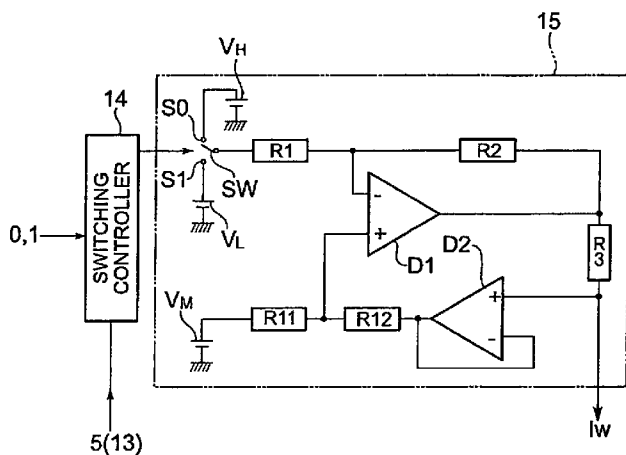 15
VH
14
S0
S1
SW
R1
R2
VL
-
+
D1
D2
R
3
0,1
SWITCHING
CONTROLLER
VM
R11
R12
+
-
5(13)
Iw